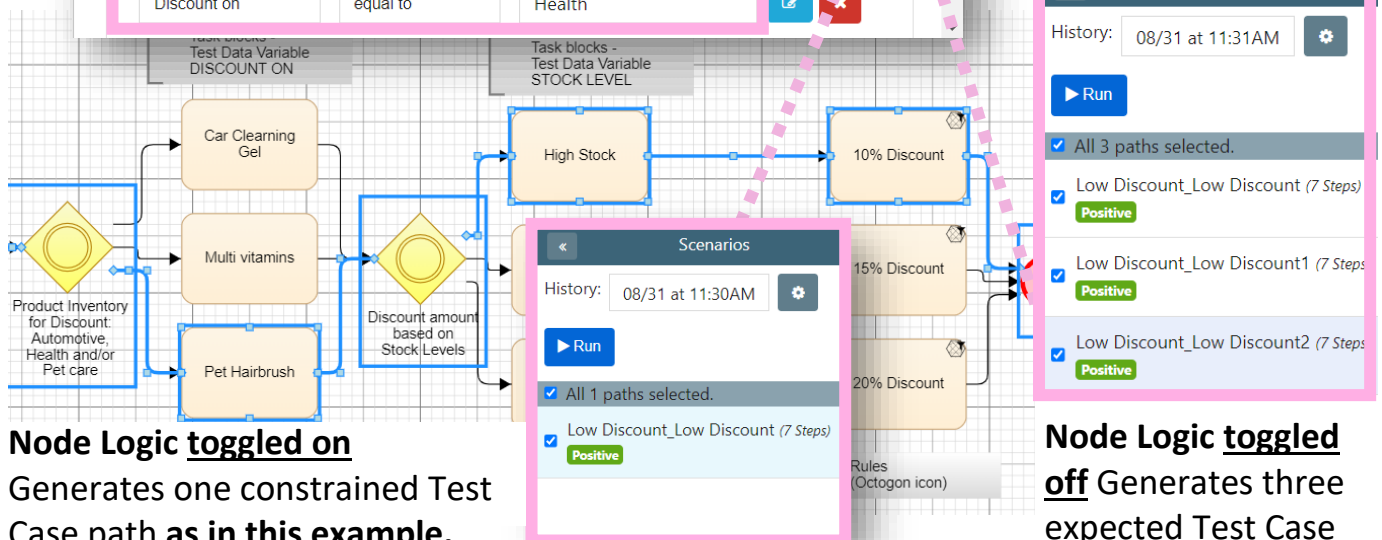 Discount on equal to Health
Task blocks -
Test Data Variable
DISCOUNT ON
Task blocks -
Test Data Variable
STOCK LEVEL
Car Clearning
Gel
High Stock
10% Discount
Multi vitamins
15% Discount
Product Inventory
for Discount:
Automotive,
Health and/or
Pet care
Discount amount
based on
Stock Levels
Pet Hairbrush
20% Discount
Rules
(Octogon icon)
«
Scenarios
History: 08/31 at 11:30AM
Run
All 1 paths selected.
Low Discount_Low Discount (7 Steps)
Positive
History: 08/31 at 11:31AM
Run
All 3 paths selected.
Low Discount_Low Discount (7 Steps)
Positive
Low Discount_Low Discount1 (7 Steps
Positive
Low Discount_Low Discount2 (7 Steps
Positive
Node Logic toggled on
Generates one constrained Test
Case path as in this example.
Node Logic toggled
off Generates three
expected Test Case